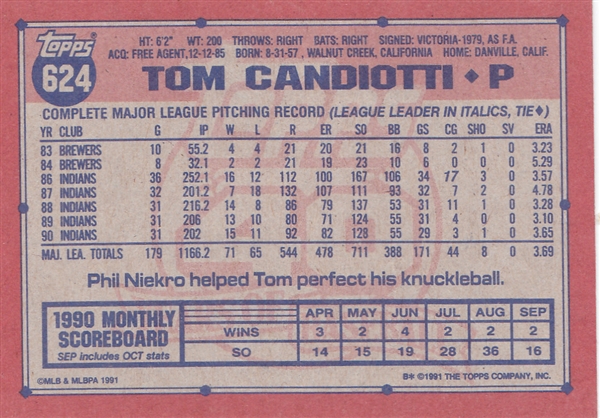 topps
624
HT: 6'2" WT: 200 THROWS: RIGHT BATS: RIGHT SIGNED: VICTORIA-1979, AS F.A.
ACQ: FREE AGENT, 12-12-85 BORN: 8-31-57, WALNUT CREEK, CALIFORNIA HOME: DANVILLE, CALIF.
TOM CANDIOTTI ♦ P
COMPLETE MAJOR LEAGUE PITCHING RECORD (LEAGUE LEADER IN ITALICS, TIE♦)
YR CLUB G IP W L R ER SO BB GS CG SHO SV ERA
83 BREWERS 10 55.2 4 4 21 20 21 16 8 2 1 0 3.23
84 BREWERS 8 32.1 2 2 21 19 23 10 6 0 0 0 5.29
86 INDIANS 36 252.1 16 12 112 100 167 106 34 17 3 0 3.57
87 INDIANS 32 201.2 7 18 132 107 111 93 32 7 2 0 4.78
88 INDIANS 31 216.2 14 8 86 79 137 53 31 11 1 0 3.28
89 INDIANS 31 206 13 10 80 71 124 55 31 4 0 0 3.10
90 INDIANS 31 202 15 11 92 82 128 55 29 3 1 0 3.65
MAJ. LEA. TOTALS 179 1166.2 71 65 544 478 711 388 171 44 8 0 3.69
Phil Niekro helped Tom perfect his knuckleball.
1990 MONTHLY
SCOREBOARD
SEP includes OCT stats
APR MAY JUN JUL AUG SEP
WINS 3 2 4 2 2 2
SO 14 15 19 28 36 16
©MLB & MLBPA 1991
B* ©1991 THE TOPPS COMPANY, INC.